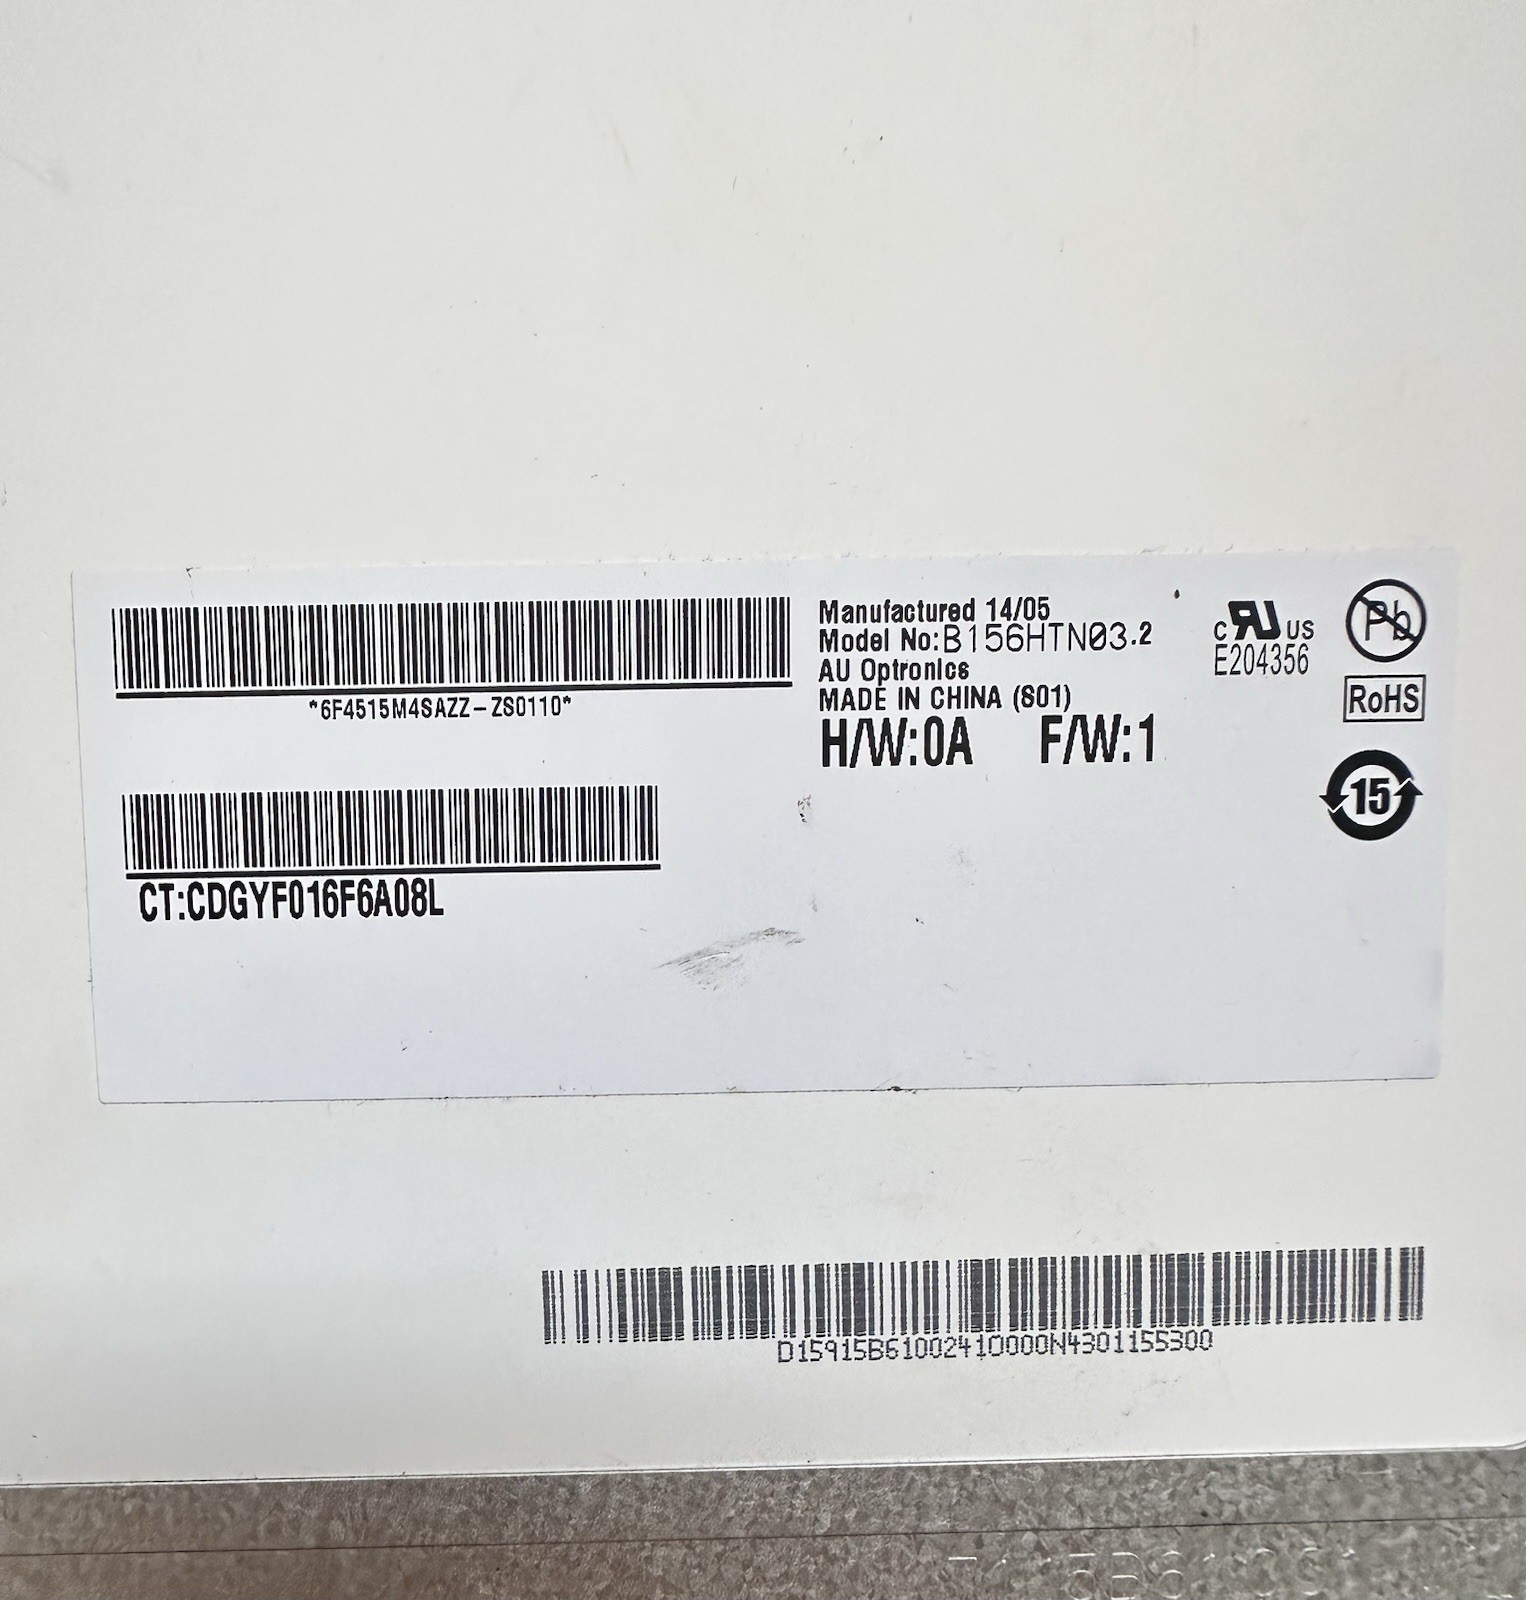 Manufactured 14/05
Model No:B156HTN03.2
AU Optronics
MADE IN CHINA (S01)
H/W:0A F/W:1
c RU US
E204356
Pb
RoHS
15
*6F4515M4SAZZ-ZS0110*
CT:CDGYF016F6A08L
D15915B61002410000N4301155300